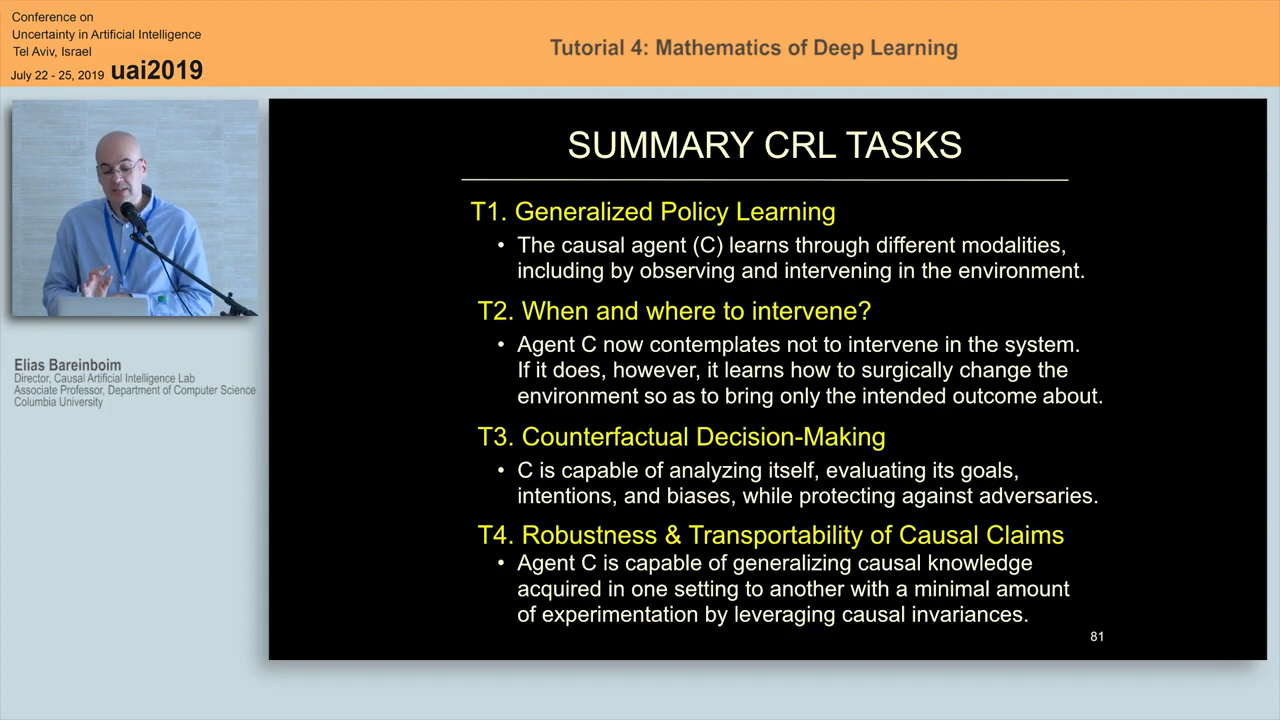 Conference on
Uncertainty in Artificial Intelligence
Tel Aviv, Israel
July 22 - 25, 2019 uai2019
Tutorial 4: Mathematics of Deep Learning
Elias Bareinboim
Director, Causal Artificial Intelligence Lab
Associate Professor, Department of Computer Science
Columbia University
SUMMARY CRL TASKS
T1. Generalized Policy Learning
• The causal agent (C) learns through different modalities,
including by observing and intervening in the environment.
T2. When and where to intervene?
• Agent C now contemplates not to intervene in the system.
If it does, however, it learns how to surgically change the
environment so as to bring only the intended outcome about.
T3. Counterfactual Decision-Making
• C is capable of analyzing itself, evaluating its goals,
intentions, and biases, while protecting against adversaries.
T4. Robustness & Transportability of Causal Claims
• Agent C is capable of generalizing causal knowledge
acquired in one setting to another with a minimal amount
of experimentation by leveraging causal invariances.
81